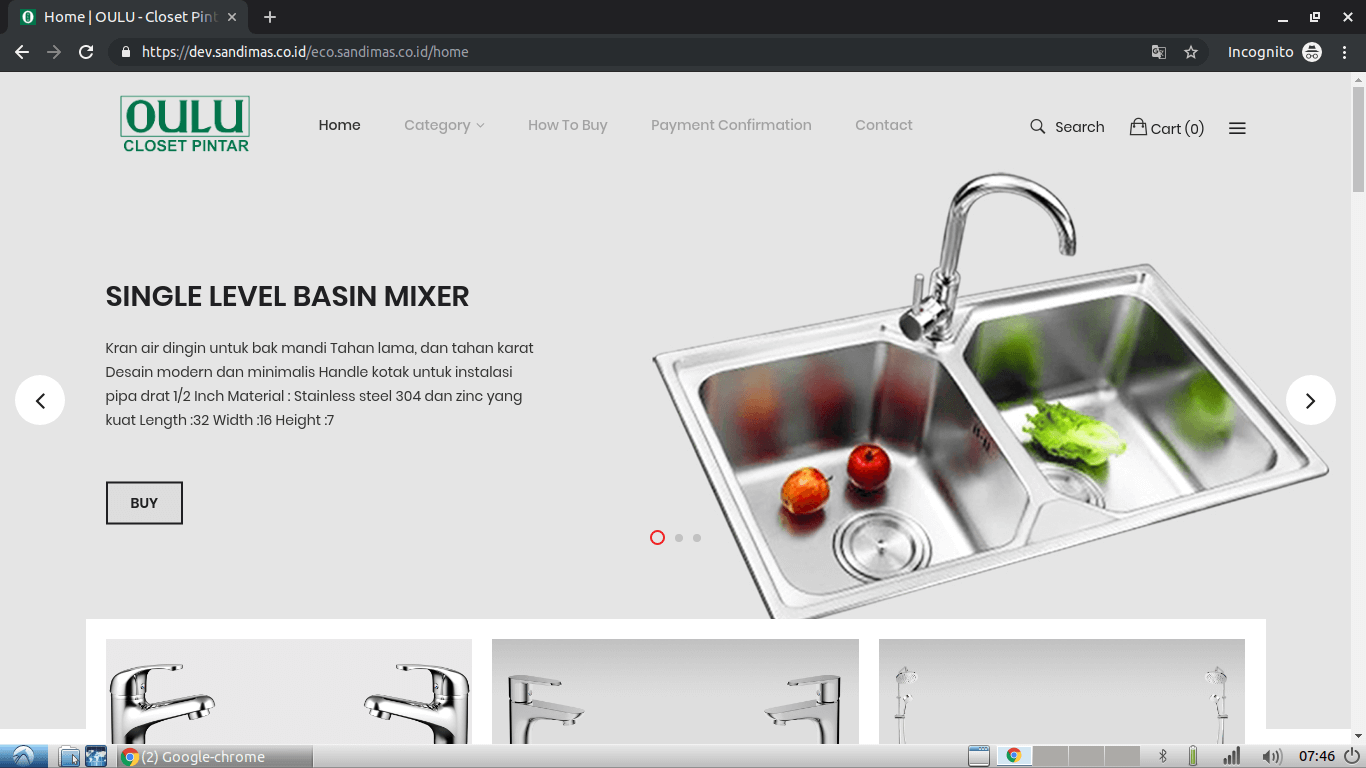 Home | OULU - Closet Pint
https://dev.sandimas.co.id/eco.sandimas.co.id/home
Incognito
OULU
CLOSET PINTAR
Home
Category
How To Buy
Payment Confirmation
Contact
Search
Cart (0)
SINGLE LEVEL BASIN MIXER
Kran air dingin untuk bak mandi Tahan lama, dan tahan karat
Desain modern dan minimalis Handle kotak untuk instalasi
pipa drat 1/2 Inch Material : Stainless steel 304 dan zinc yang
kuat Length :32 Width :16 Height :7
BUY
(2) Google-chrome
07:46